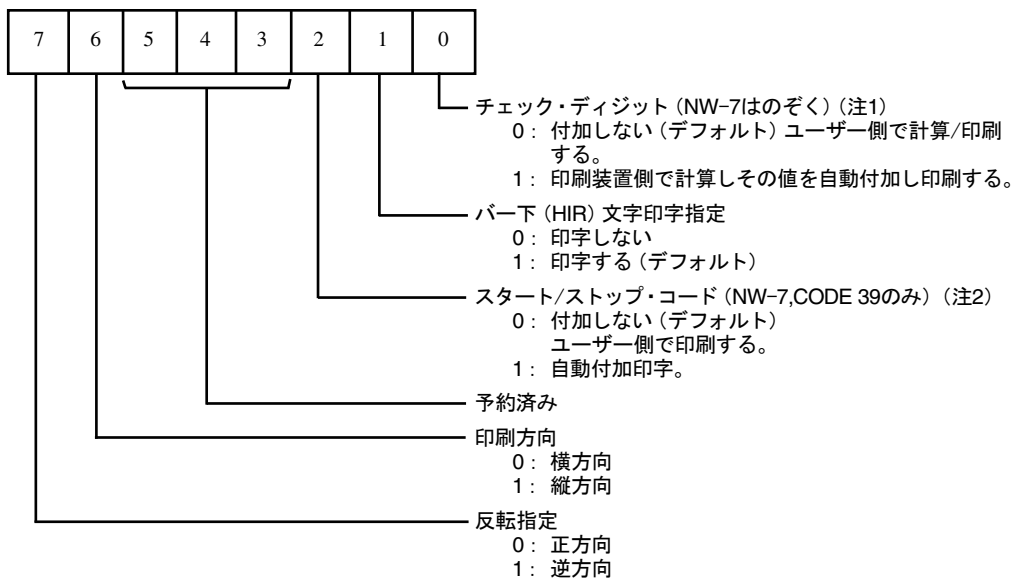 7 6 5 4 3 2 1 0
チェック・ディジット（NW-7はのぞく）（注1）
0： 付加しない（デフォルト）ユーザー側で計算/印刷
する。
1： 印刷装置側で計算しその値を自動付加し印刷する。
バー下（HIR）文字印字指定
0： 印字しない
1： 印字する（デフォルト）
スタート/ストップ・コード（NW-7,CODE 39のみ）（注2）
0： 付加しない（デフォルト）
ユーザー側で印刷する。
1： 自動付加印字。
予約済み
印刷方向
0： 横方向
1： 縦方向
反転指定
0： 正方向
1： 逆方向